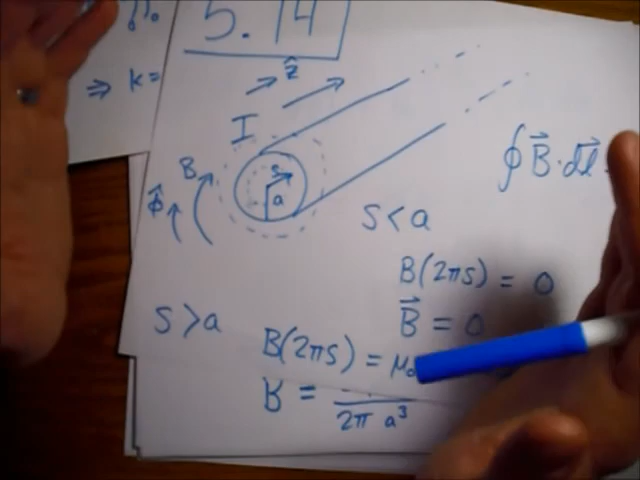 5.14
⇒ k =
ẑ
I
B
s
a
φ̂
∮B⃗·dl⃗
s < a
B(2πs) = 0
B⃗ = 0
s > a
B(2πs) = μ₀
B =
2π a³